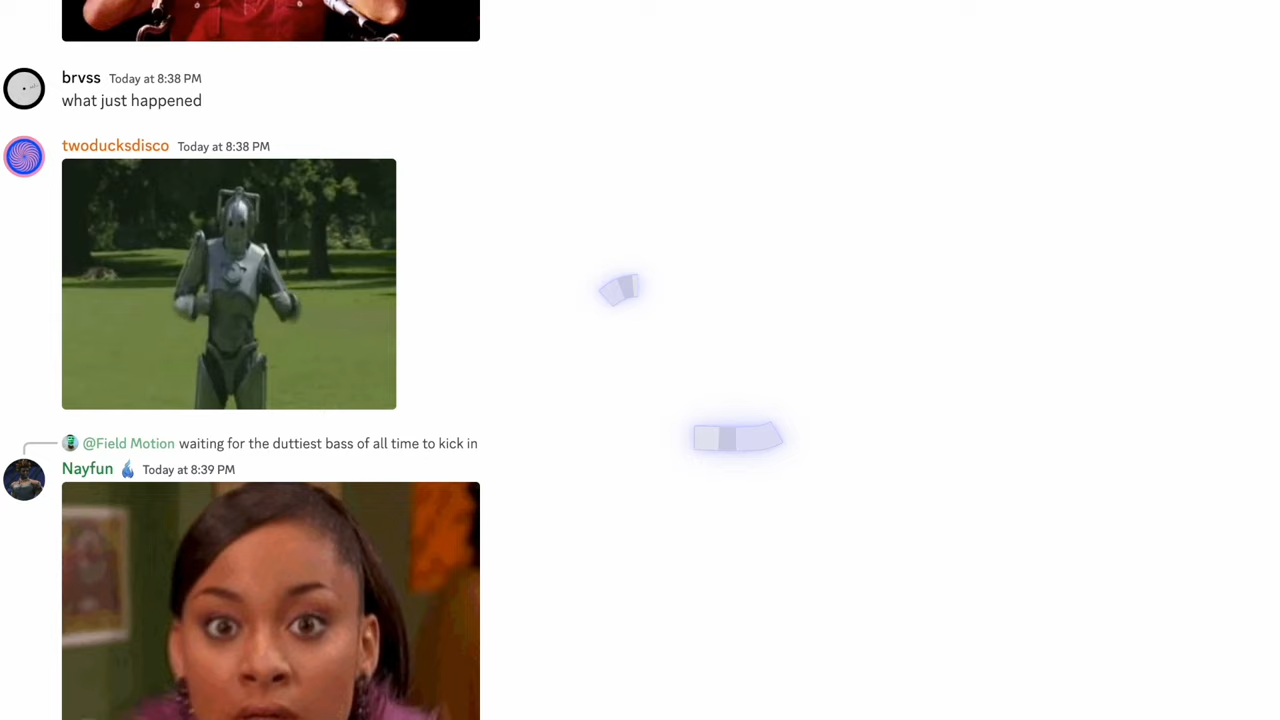 brvss Today at 8:38 PM
what just happened
twoducksdisco Today at 8:38 PM
@Field Motion waiting for the duttiest bass of all time to kick in
Nayfun Today at 8:39 PM